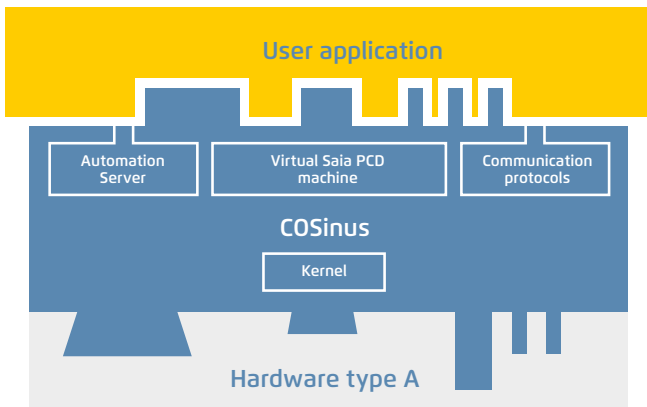 User application
Automation
Server
Virtual Saia PCD
machine
Communication
protocols
COSinus
Kernel
Hardware type A